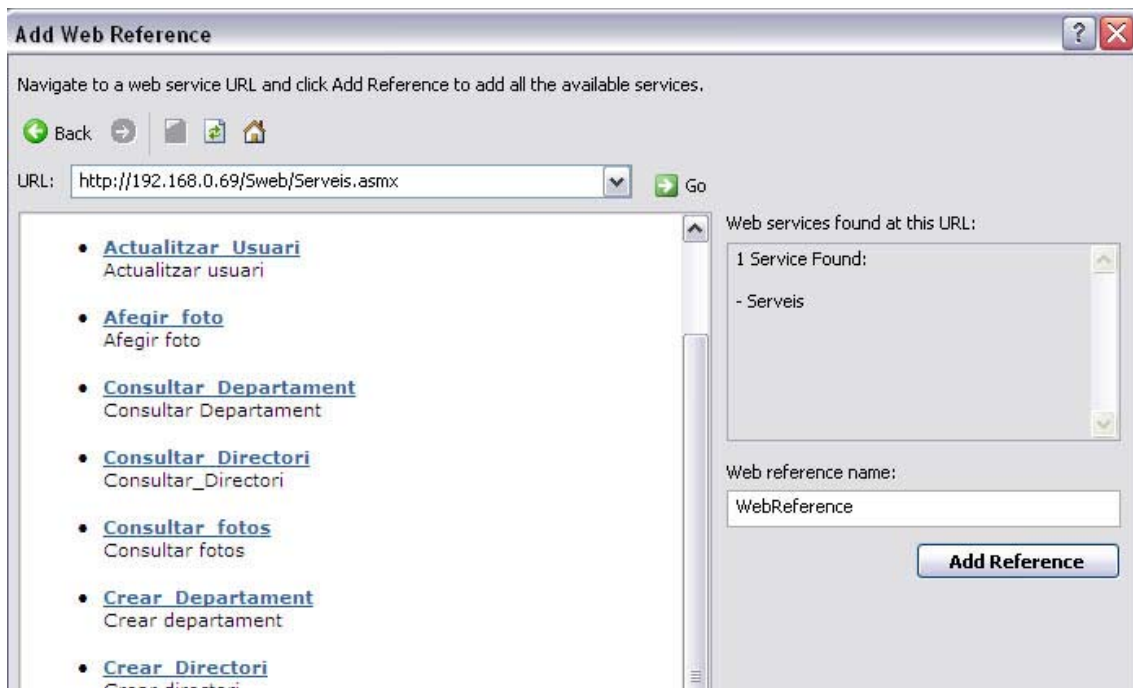 Add Web Reference
Navigate to a web service URL and click Add Reference to add all the available services.
Back
URL: http://192.168.0.69/Sweb/Serveis.asmx Go
Actualitzar_Usuari
Actualitzar usuari
Afegir_foto
Afegir foto
Consultar_Departament
Consultar Departament
Consultar_Directori
Consultar_Directori
Consultar_fotos
Consultar fotos
Crear_Departament
Crear departament
Crear_Directori
Crear directori
Web services found at this URL:
1 Service Found:
- Serveis
Web reference name:
WebReference
Add Reference